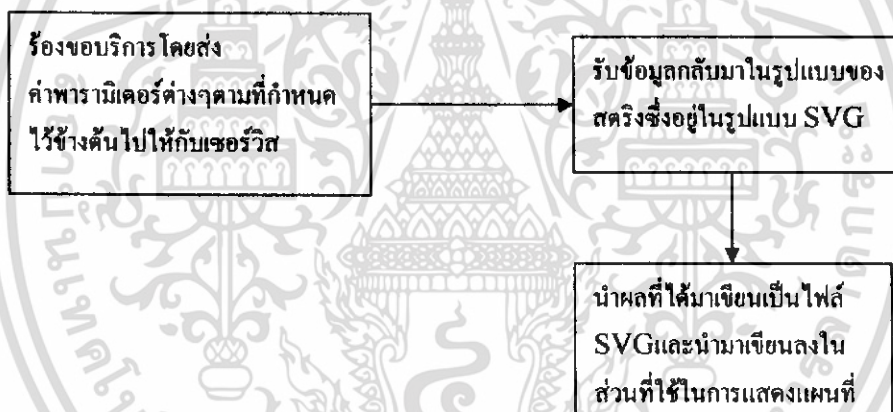 ร้องขอบริการโดยส่ง
ค่าพารามิเตอร์ต่างๆตามที่กำหนด
ไว้ข้างต้นไปให้กับเซอร์วิส
รับข้อมูลกลับมาในรูปแบบของ
สตริงซึ่งอยู่ในรูปแบบ SVG
นำผลที่ได้มาเขียนเป็นไฟล์
SVGและนำมาเขียนลงใน
ส่วนที่ใช้ในการแสดงแผนที่